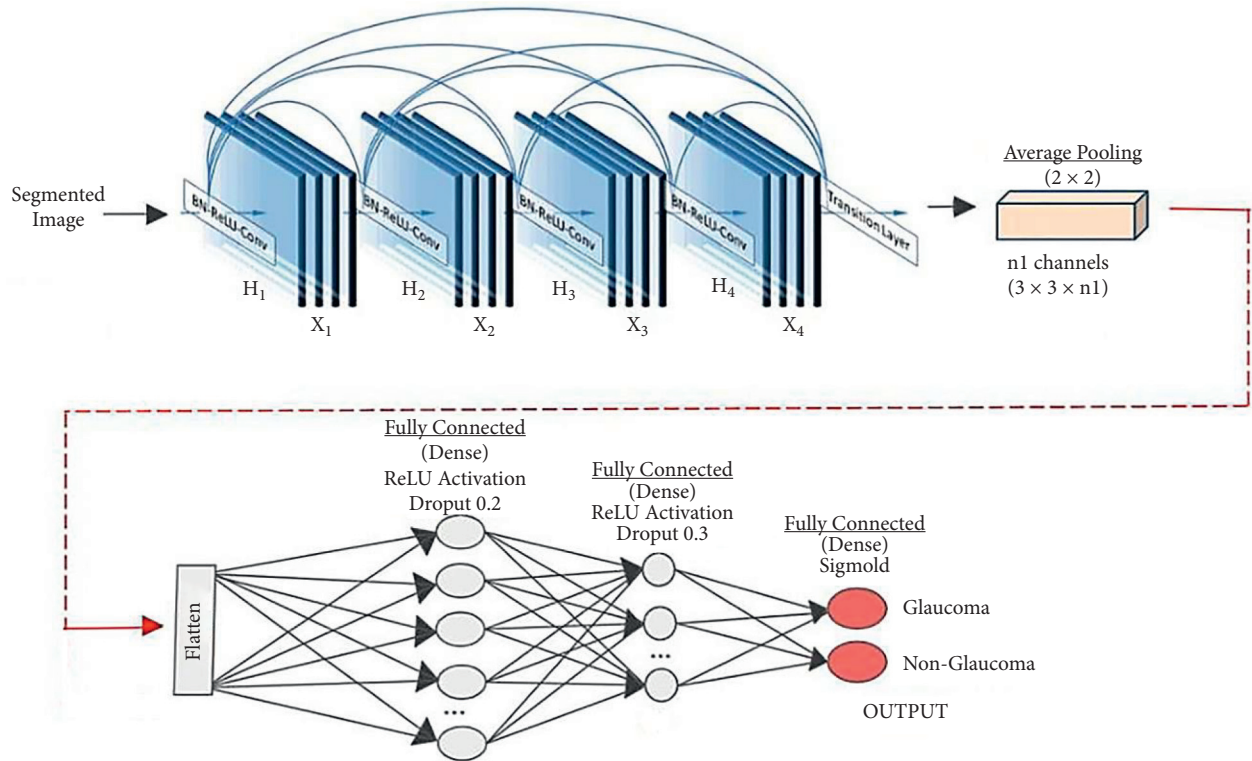 Segmented
Image
BN-ReLU-Conv
BN-ReLU-Conv
BN-ReLU-Conv
BN-ReLU-Conv
Transition Layer
H₁
H₂
H₃
H₄
X₁
X₂
X₃
X₄
Average Pooling
(2 × 2)
n1 channels
(3 × 3 × n1)
Flatten
Fully Connected
(Dense)
ReLU Activation
Droput 0.2
...
Fully Connected
(Dense)
ReLU Activation
Droput 0.3
...
Fully Connected
(Dense)
Sigmold
Glaucoma
Non-Glaucoma
OUTPUT